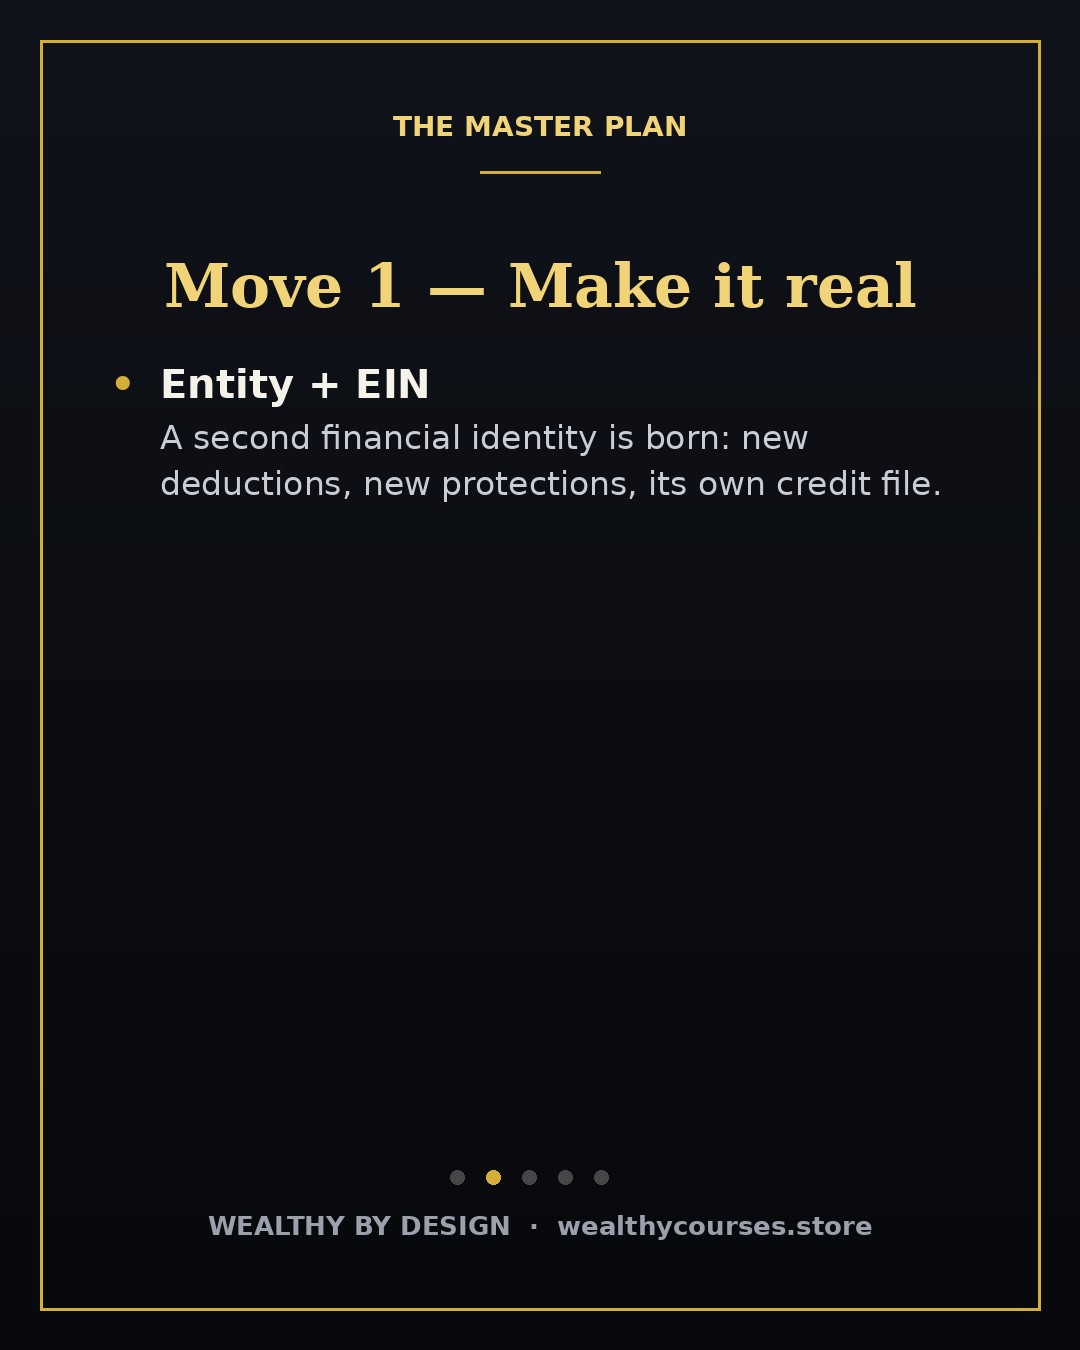 THE MASTER PLAN
Move 1 — Make it real
• Entity + EIN
A second financial identity is born: new
deductions, new protections, its own credit file.
WEALTHY BY DESIGN · wealthycourses.store